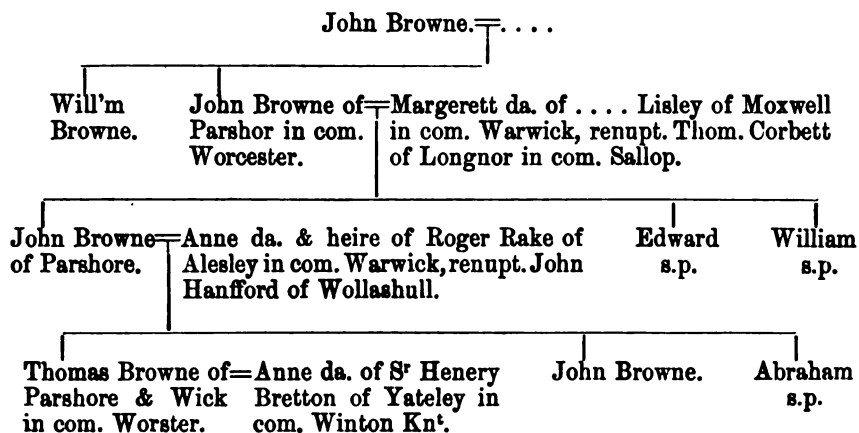 John Browne. . . . .
Will'm
Browne.
John Browne of
Parshor in com.
Worcester.
Margerett da. of . . . . Lisley of Moxwell
in com. Warwick, renupt. Thom. Corbett
of Longnor in com. Sallop.
John Browne
of Parshore.
Anne da. & heire of Roger Rake of
Alesley in com. Warwick, renupt. John
Hanfford of Wollashull.
Edward
s.p.
William
s.p.
Thomas Browne of
Parshore & Wick
in com. Worster.
Anne da. of Sʳ Henery
Bretton of Yateley in
com. Winton Knᵗ.
John Browne.
Abraham
s.p.